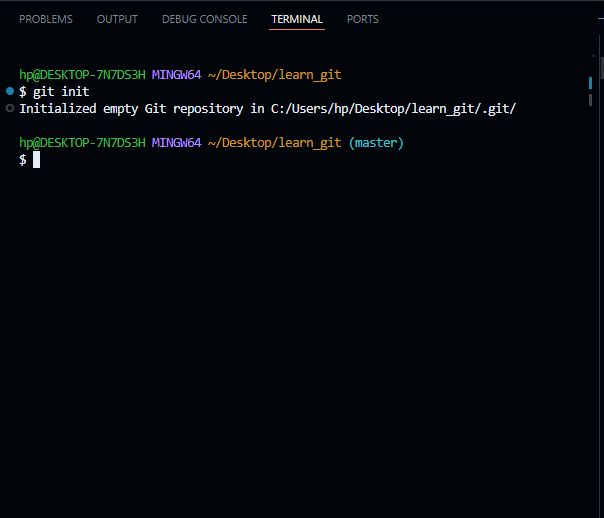 PROBLEMS OUTPUT DEBUG CONSOLE TERMINAL PORTS
hp@DESKTOP-7N7DS3H MINGW64 ~/Desktop/learn_git
$ git init
Initialized empty Git repository in C:/Users/hp/Desktop/learn_git/.git/
hp@DESKTOP-7N7DS3H MINGW64 ~/Desktop/learn_git (master)
$